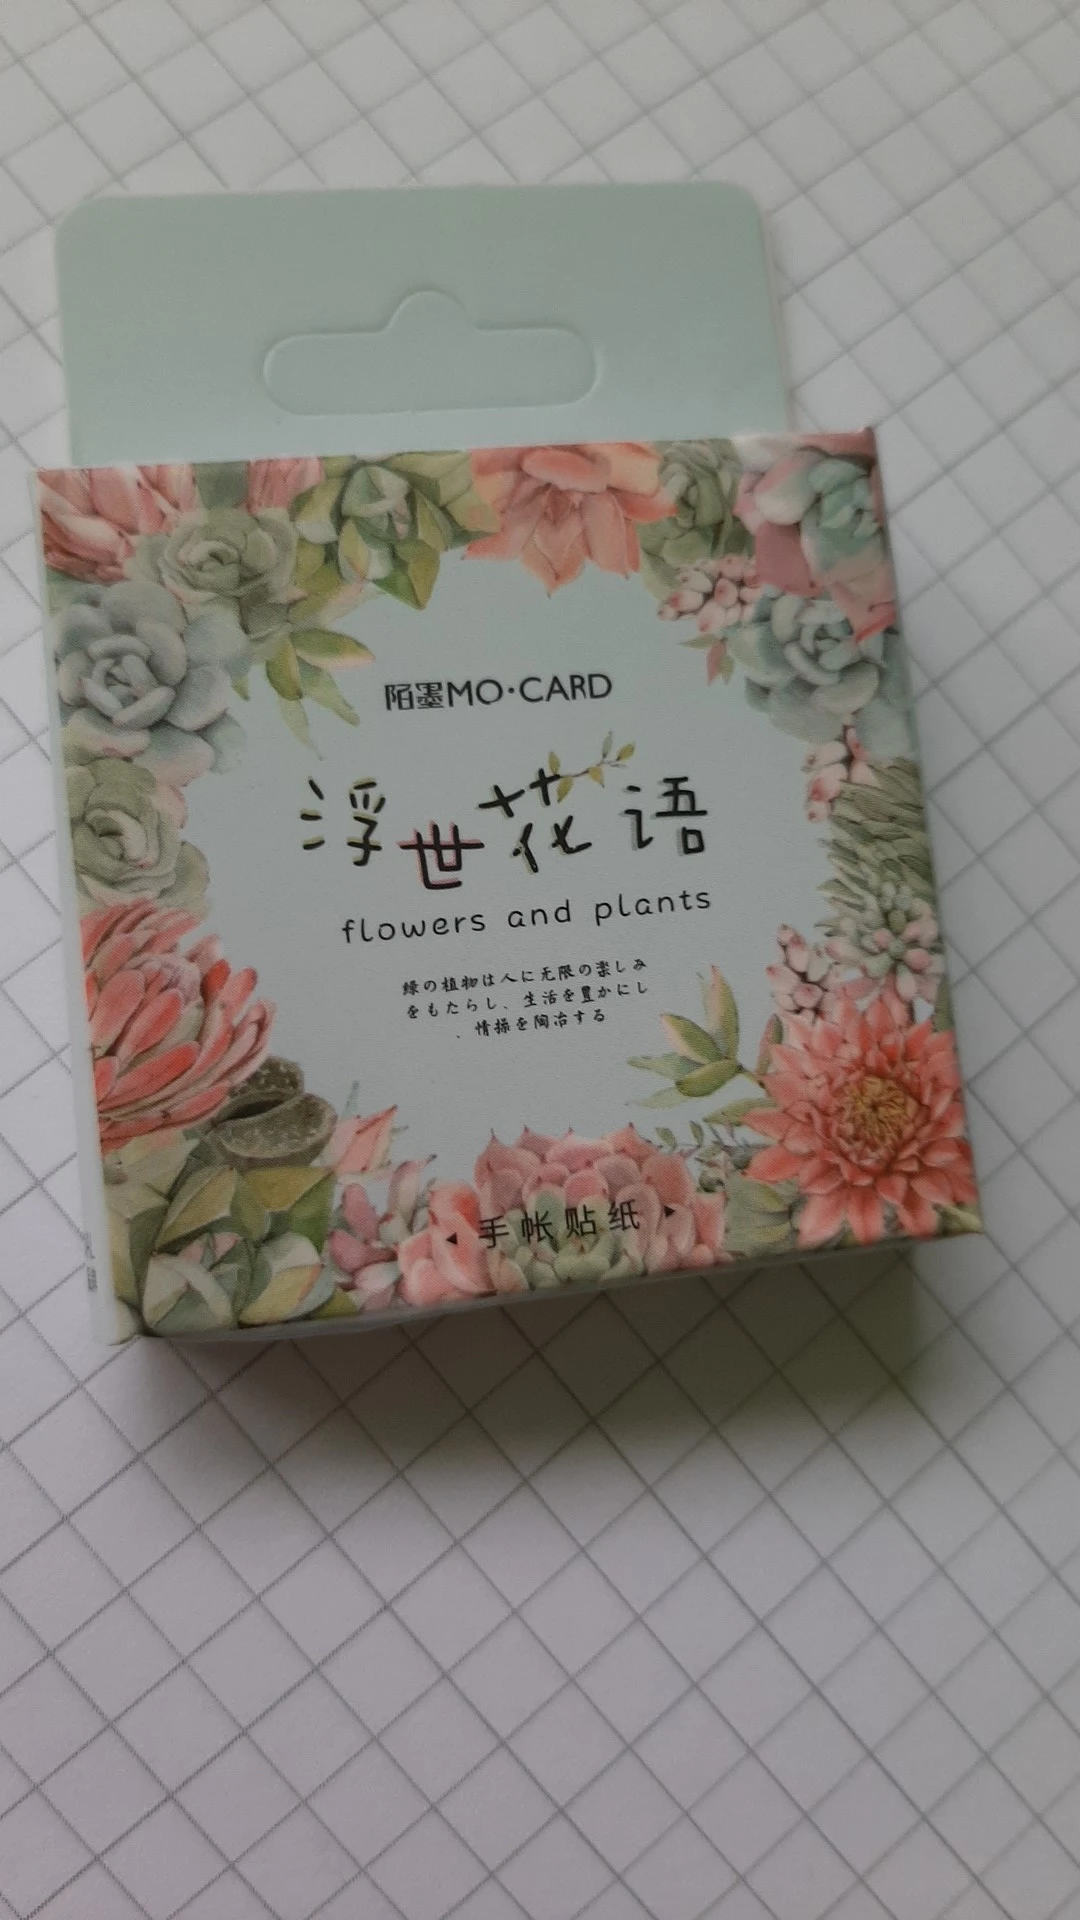 陌墨MO·CARD
浮世花语
flowers and plants
緑の植物は人に无限の楽しみ
をもたらし、生活を豊かにし
、情操を陶冶する
手帐贴纸